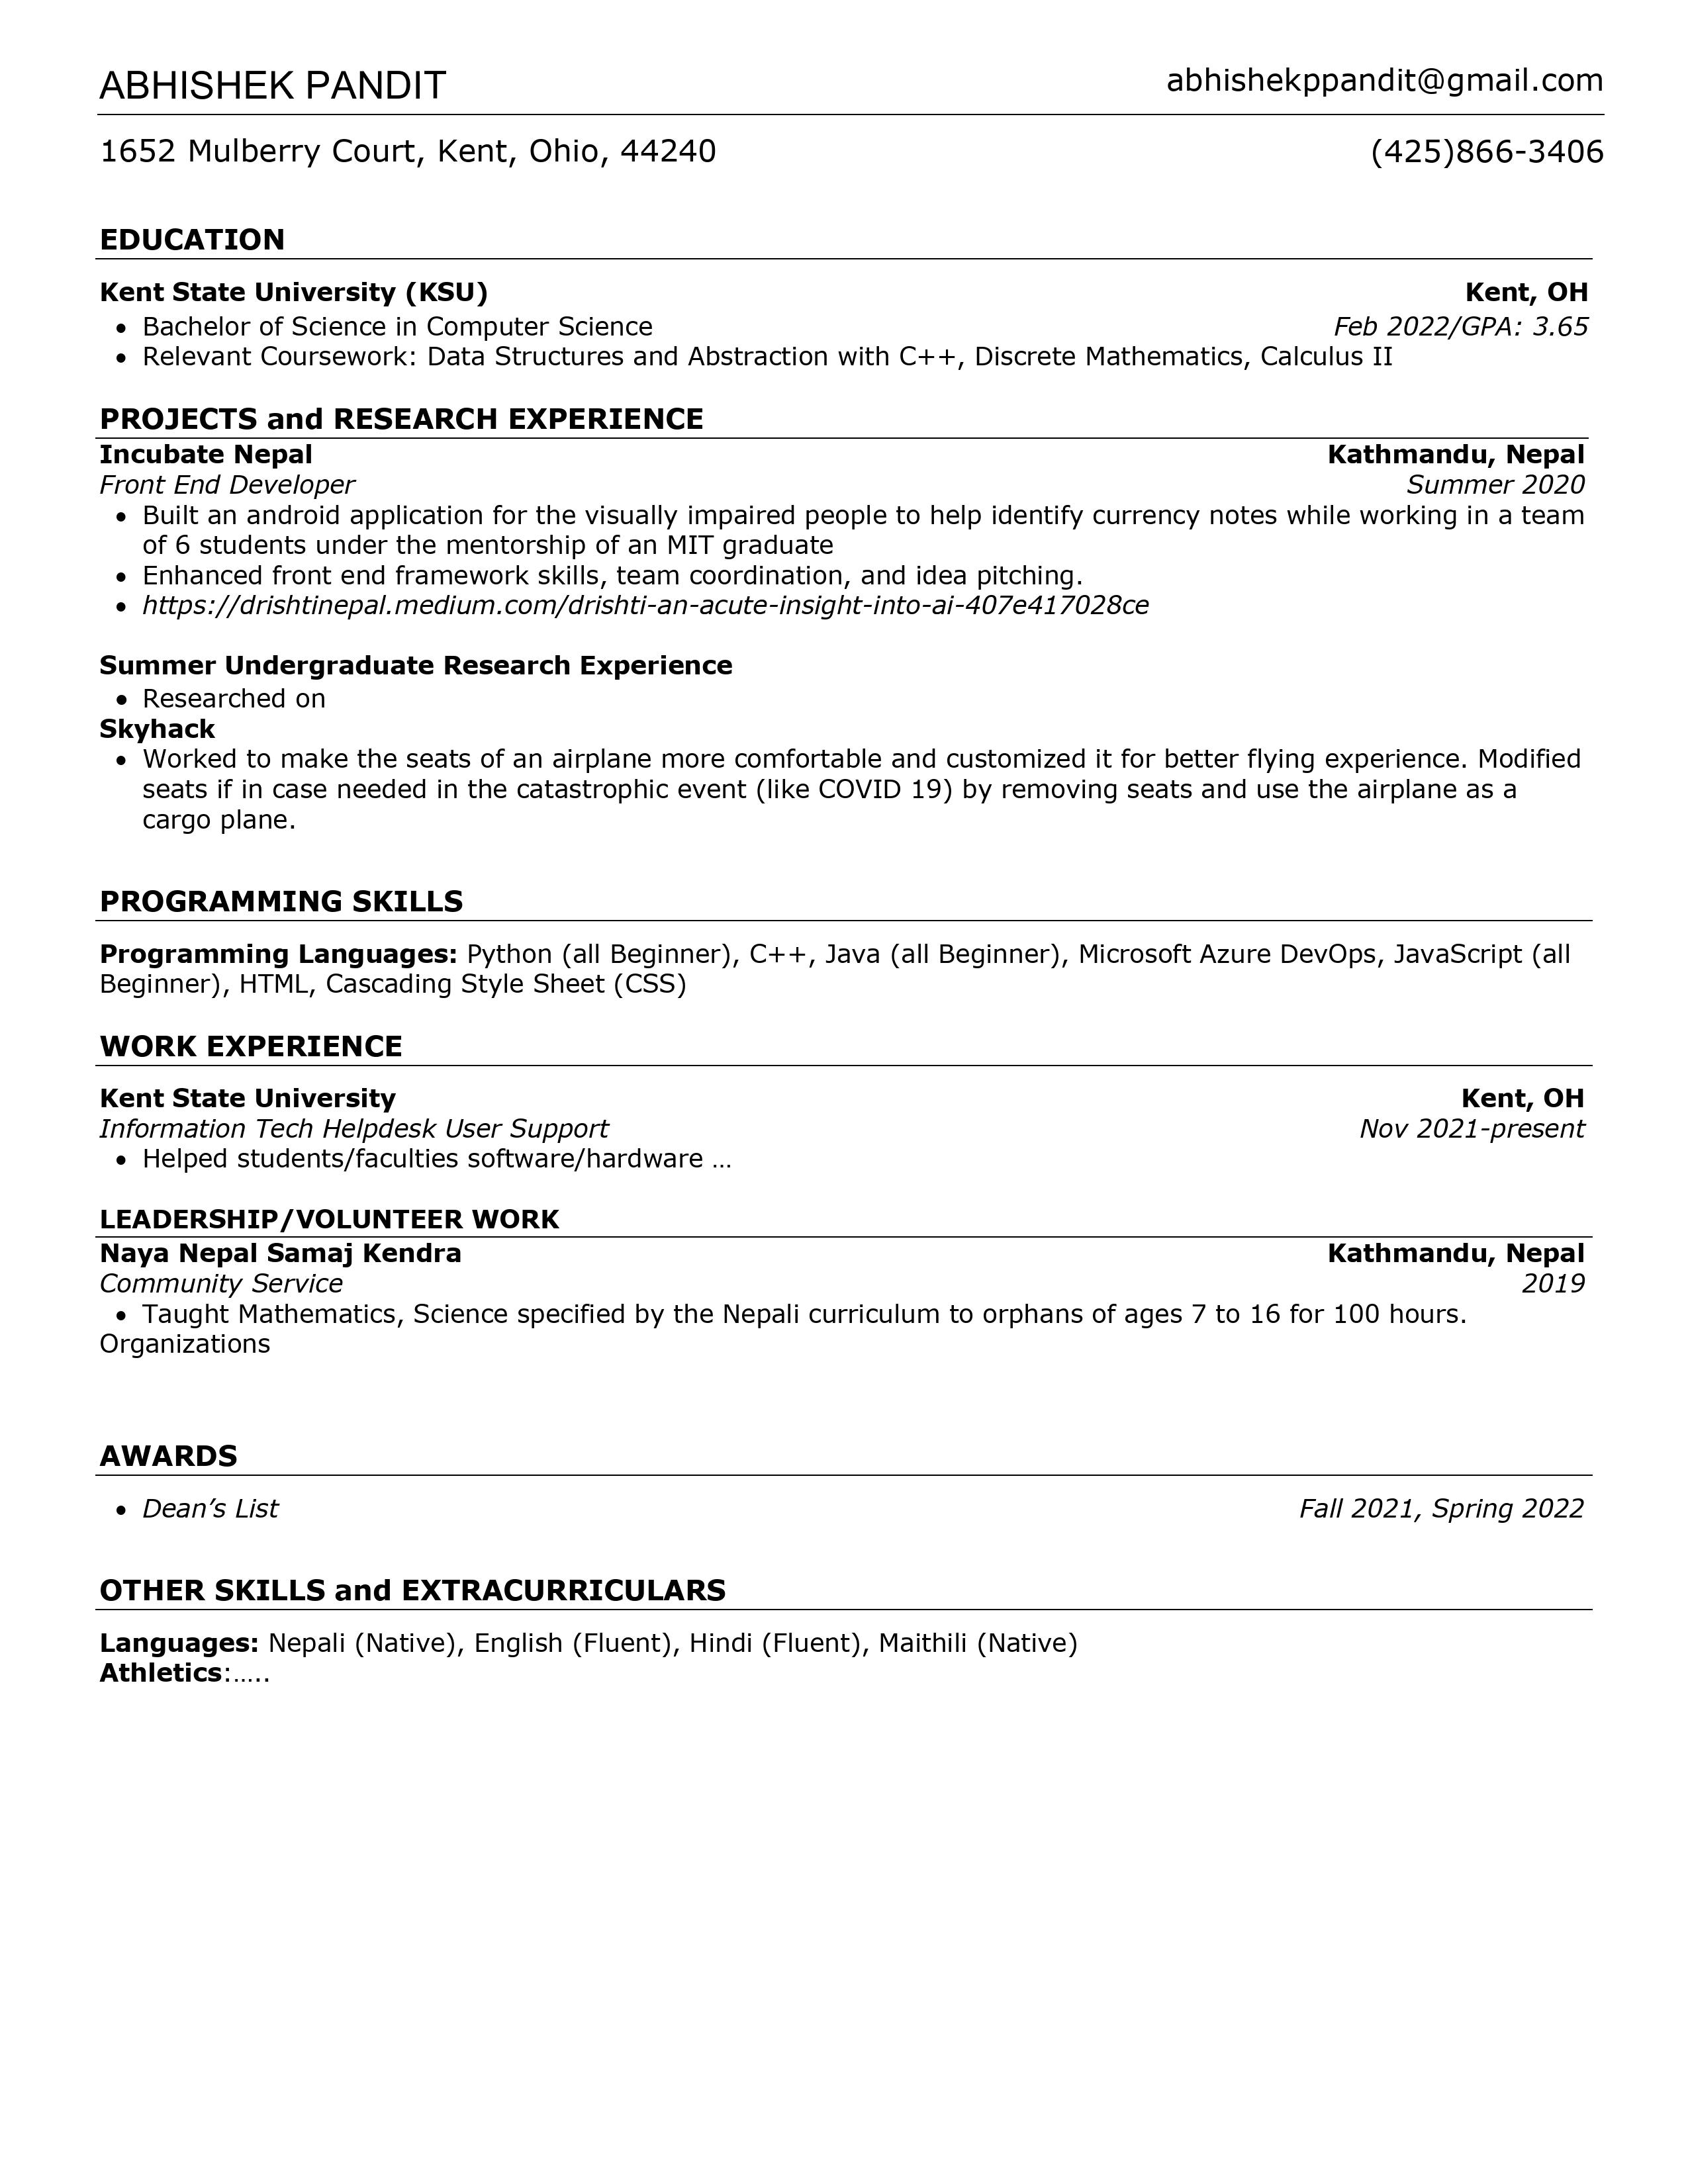 ABHISHEK PANDIT abhishekppandit@gmail.com
1652 Mulberry Court, Kent, Ohio, 44240 (425)866-3406
EDUCATION
Kent State University (KSU) Kent, OH
• Bachelor of Science in Computer Science Feb 2022/GPA: 3.65
• Relevant Coursework: Data Structures and Abstraction with C++, Discrete Mathematics, Calculus II
PROJECTS and RESEARCH EXPERIENCE
Incubate Nepal Kathmandu, Nepal
Front End Developer Summer 2020
• Built an android application for the visually impaired people to help identify currency notes while working in a team
of 6 students under the mentorship of an MIT graduate
• Enhanced front end framework skills, team coordination, and idea pitching.
• https://drishtinepal.medium.com/drishti-an-acute-insight-into-ai-407e417028ce
Summer Undergraduate Research Experience
• Researched on
Skyhack
• Worked to make the seats of an airplane more comfortable and customized it for better flying experience. Modified
seats if in case needed in the catastrophic event (like COVID 19) by removing seats and use the airplane as a
cargo plane.
PROGRAMMING SKILLS
Programming Languages: Python (all Beginner), C++, Java (all Beginner), Microsoft Azure DevOps, JavaScript (all
Beginner), HTML, Cascading Style Sheet (CSS)
WORK EXPERIENCE
Kent State University Kent, OH
Information Tech Helpdesk User Support Nov 2021-present
• Helped students/faculties software/hardware …
LEADERSHIP/VOLUNTEER WORK
Naya Nepal Samaj Kendra Kathmandu, Nepal
Community Service 2019
• Taught Mathematics, Science specified by the Nepali curriculum to orphans of ages 7 to 16 for 100 hours.
Organizations
AWARDS
• Dean’s List Fall 2021, Spring 2022
OTHER SKILLS and EXTRACURRICULARS
Languages: Nepali (Native), English (Fluent), Hindi (Fluent), Maithili (Native)
Athletics:…..